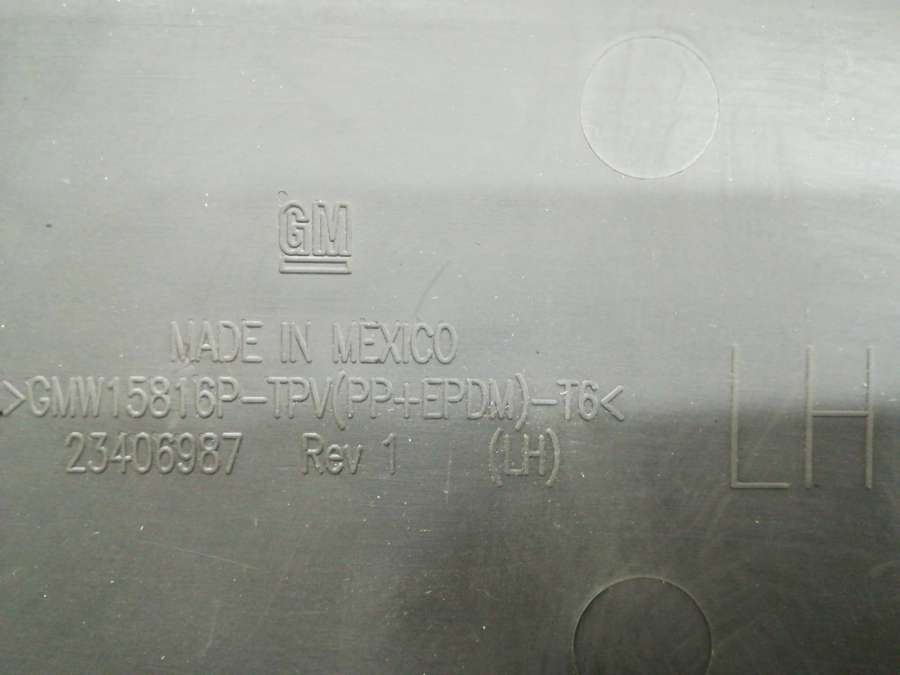 GM
MADE IN MEXICO
>GMW15816P-TPV(PP+EPDM)-T6<
23406987 Rev 1 (LH)
LH